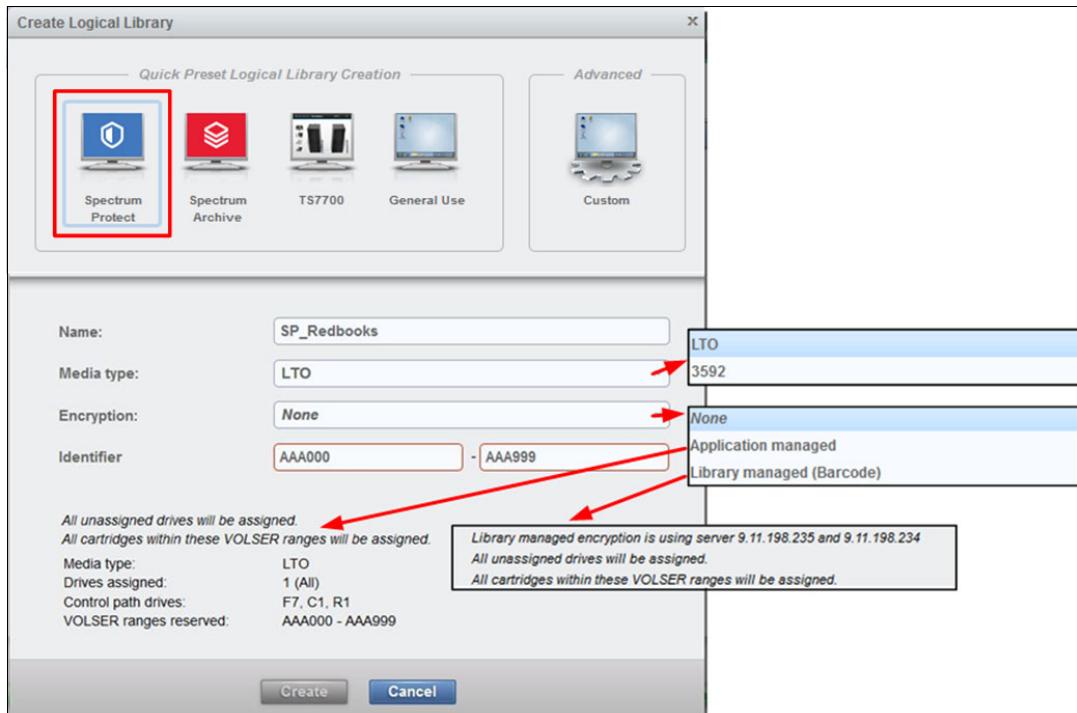 Create Logical Library x
Quick Preset Logical Library Creation
Advanced
Spectrum Protect
Spectrum Archive
TS7700
General Use
Custom
Name: SP_Redbooks
Media type: LTO
Encryption: None
Identifier AAA000 - AAA999
LTO
3592
None
Application managed
Library managed (Barcode)
All unassigned drives will be assigned.
All cartridges within these VOLSER ranges will be assigned.
Media type: LTO
Drives assigned: 1 (All)
Control path drives: F7, C1, R1
VOLSER ranges reserved: AAA000 - AAA999
Library managed encryption is using server 9.11.198.235 and 9.11.198.234
All unassigned drives will be assigned.
All cartridges within these VOLSER ranges will be assigned.
Create Cancel